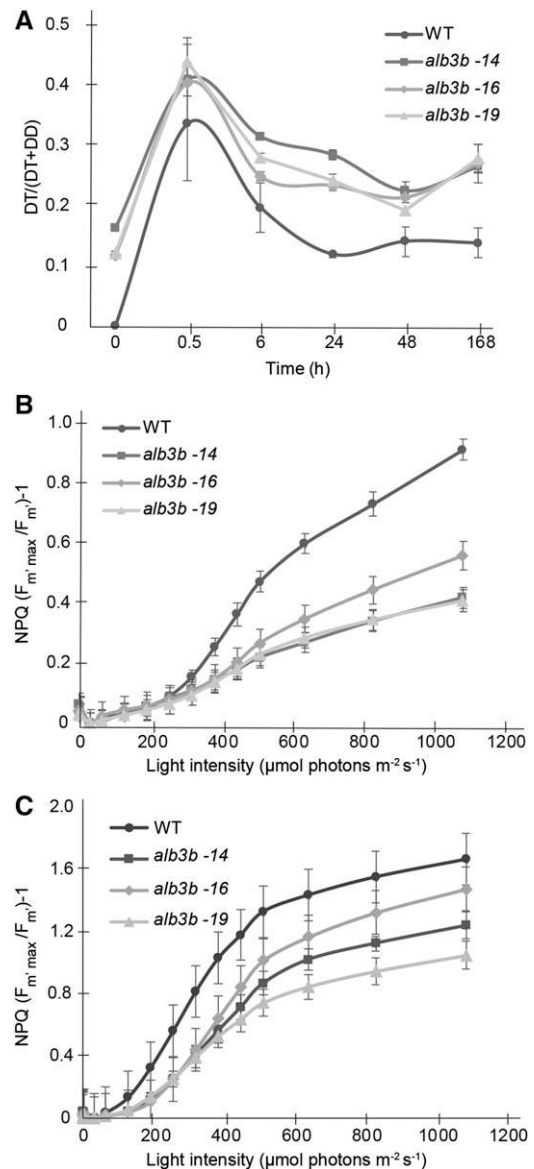 A
DT/(DT+DD)
0.5
0.4
0.3
0.2
0.1
0
WT
alb3b -14
alb3b -16
alb3b -19
0 0.5 6 24 48 168
Time (h)
B
NPQ (Fm' max /Fm')-1
1.0
0.8
0.6
0.4
0.2
0
WT
alb3b -14
alb3b -16
alb3b -19
0 200 400 600 800 1000 1200
Light intensity (µmol photons m-2 s-1)
C
NPQ (Fm' max /Fm')-1
2.0
1.6
1.2
0.8
0.4
0
WT
alb3b -14
alb3b -16
alb3b -19
0 200 400 600 800 1000 1200
Light intensity (µmol photons m-2 s-1)